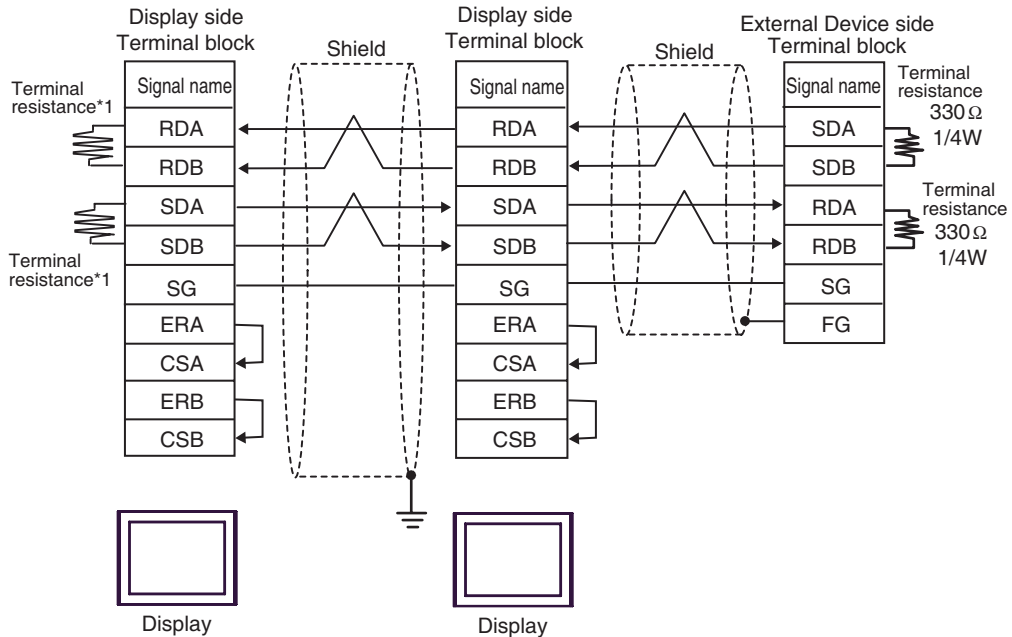 Display side
Terminal block
Display side
Terminal block
External Device side
Terminal block
Shield
Shield
Terminal
resistance*1
Terminal
resistance*1
Signal name
RDA
RDB
SDA
SDB
SG
ERA
CSA
ERB
CSB
Signal name
RDA
RDB
SDA
SDB
SG
ERA
CSA
ERB
CSB
Signal name
SDA
SDB
RDA
RDB
SG
FG
Terminal
resistance
330Ω
1/4W
Terminal
resistance
330Ω
1/4W
Display
Display